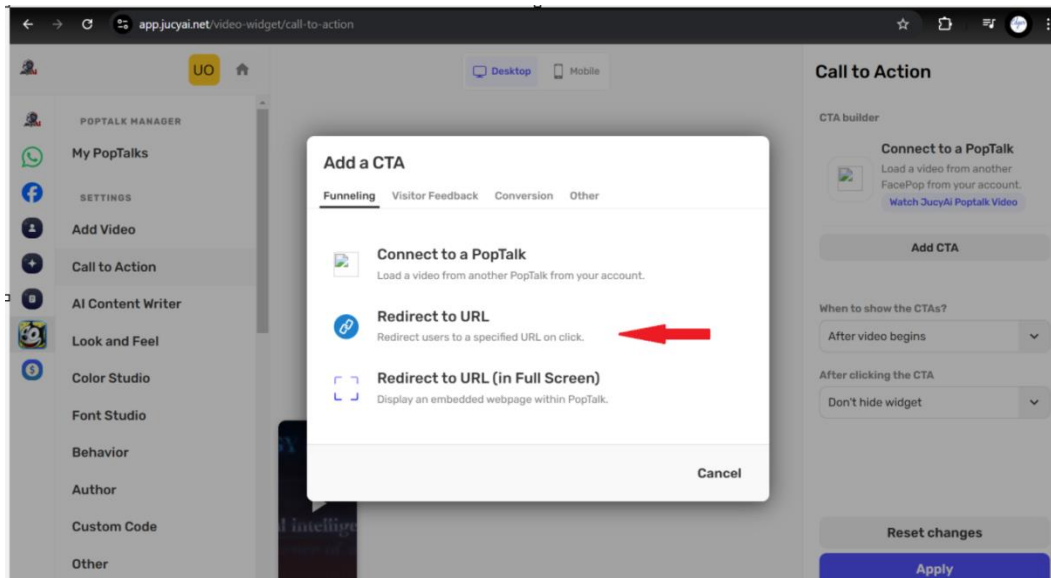 app.jucyai.net/video-widget/call-to-action
UO
POPTALK MANAGER
My PopTalks
SETTINGS
Add Video
Call to Action
AI Content Writer
Look and Feel
Color Studio
Font Studio
Behavior
Author
Custom Code
Other
Desktop
Mobile
Add a CTA
Funneling
Visitor Feedback
Conversion
Other
Connect to a PopTalk
Load a video from another PopTalk from your account.
Redirect to URL
Redirect users to a specified URL on click.
Redirect to URL (in Full Screen)
Display an embedded webpage within PopTalk.
Cancel
Call to Action
CTA builder
Connect to a PopTalk
Load a video from another
FacePop from your account.
Watch JucyAi Poptalk Video
Add CTA
When to show the CTAs?
After video begins
After clicking the CTA
Don't hide widget
Reset changes
Apply